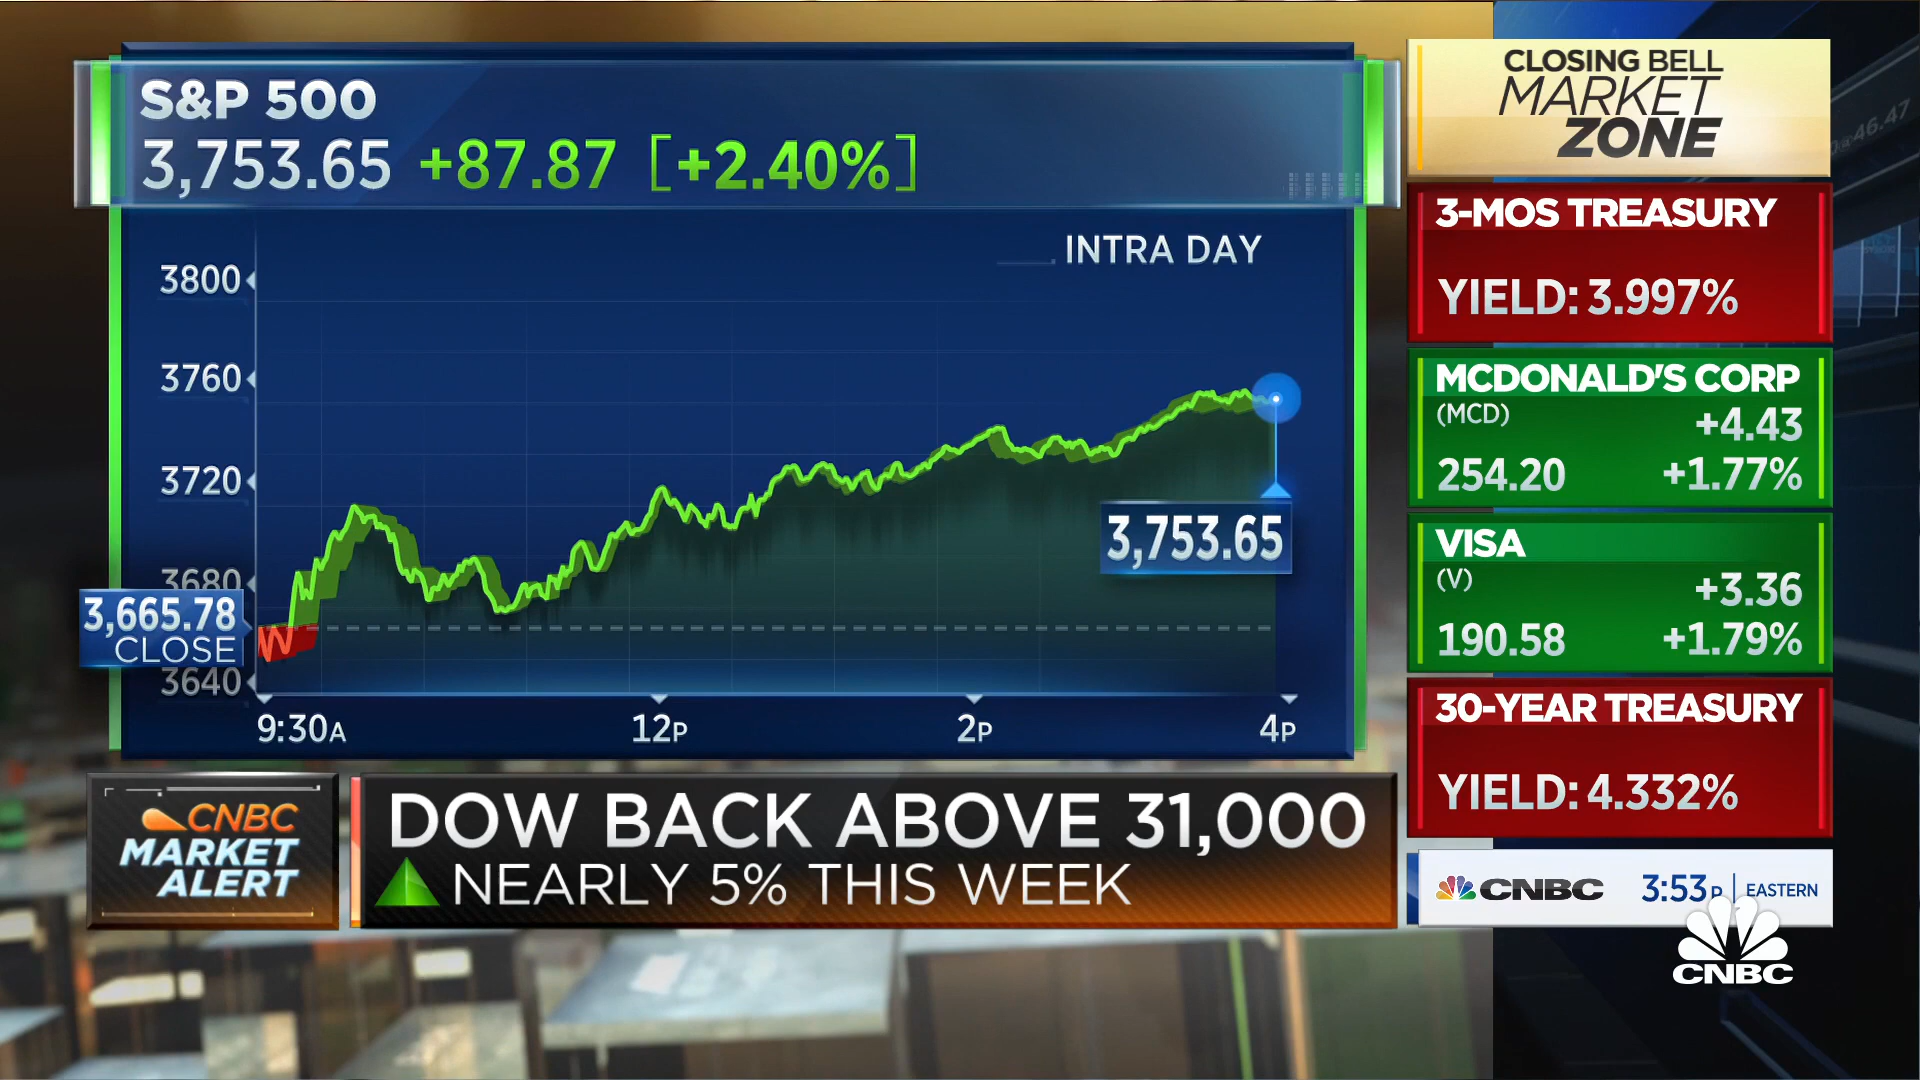 S&P 500
3,753.65 +87.87 [+2.40%]
INTRA DAY
3800
3760
3720
3680
3,665.78
CLOSE
3640
3,753.65
9:30A
12P
2P
4P
CNBC
MARKET
ALERT
DOW BACK ABOVE 31,000
NEARLY 5% THIS WEEK
CLOSING BELL
MARKET
ZONE
3-MOS TREASURY
YIELD: 3.997%
MCDONALD'S CORP
(MCD) +4.43
254.20 +1.77%
VISA
(V) +3.36
190.58 +1.79%
30-YEAR TREASURY
YIELD: 4.332%
CNBC 3:53P EASTERN
CNBC